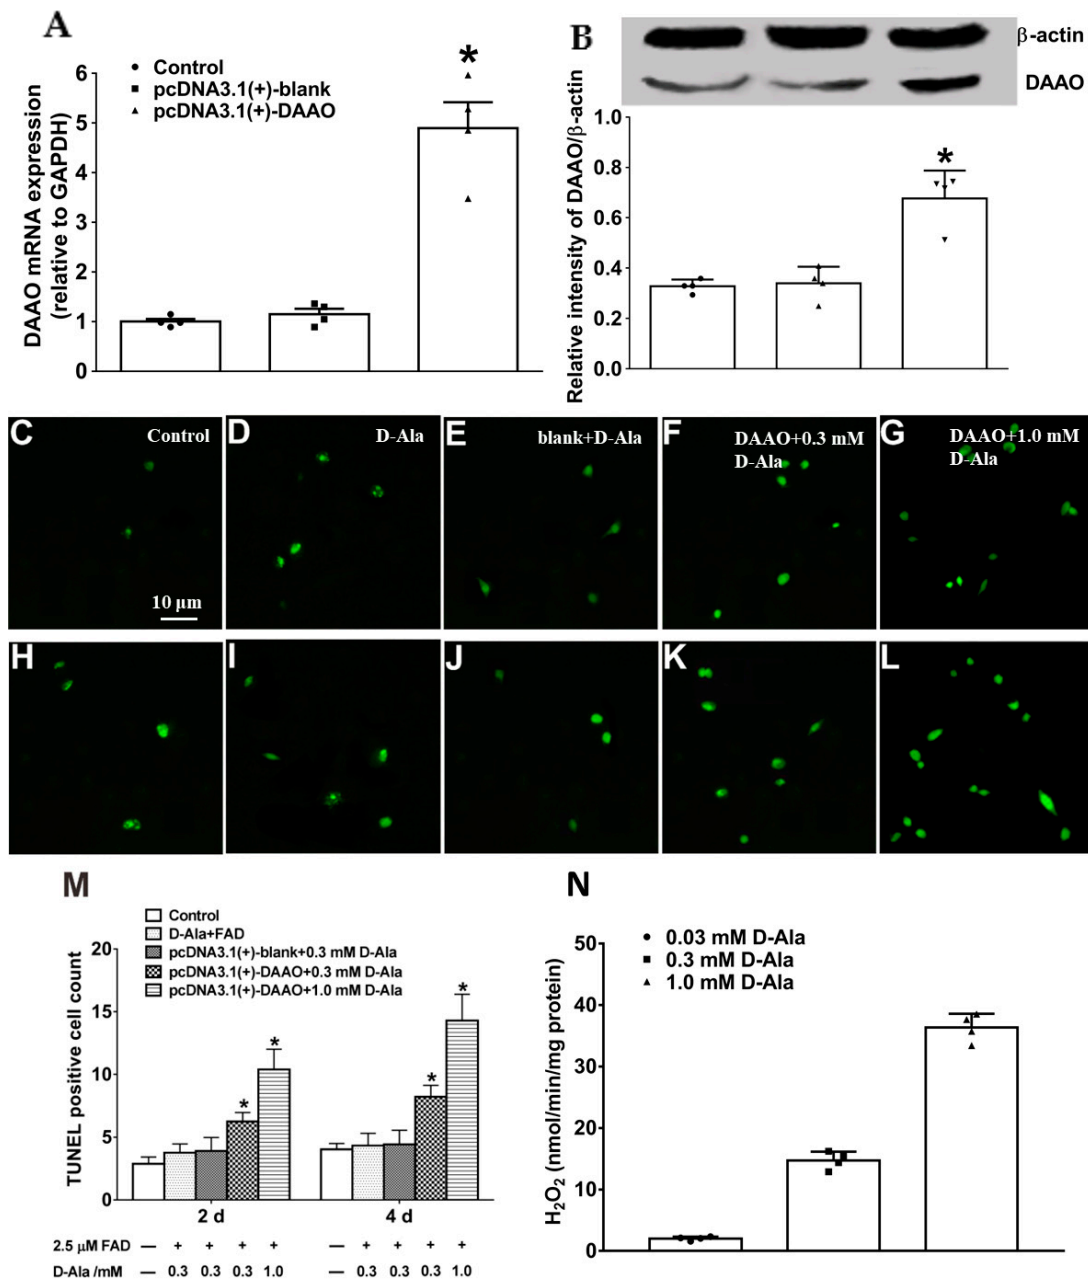 A
DAAO mRNA expression
(relative to GAPDH)
6
5
4
3
2
1
0
Control
pcDNA3.1(+)-blank
pcDNA3.1(+)-DAAO
*
B
β-actin
DAAO
Relative intensity of DAAO/β-actin
1.0
0.8
0.6
0.4
0.2
0.0
*
C
Control
10 μm
D
D-Ala
E
blank+D-Ala
F
DAAO+0.3 mM
D-Ala
G
DAAO+1.0 mM
D-Ala
H
I
J
K
L
M
Control
D-Ala+FAD
pcDNA3.1(+)-blank+0.3 mM D-Ala
pcDNA3.1(+)-DAAO+0.3 mM D-Ala
pcDNA3.1(+)-DAAO+1.0 mM D-Ala
TUNEL positive cell count
20
15
10
5
0
* * * *
2 d 4 d
2.5 μM FAD — + + + + — + + + +
D-Ala /mM — 0.3 0.3 0.3 1.0 — 0.3 0.3 0.3 1.0
N
0.03 mM D-Ala
0.3 mM D-Ala
1.0 mM D-Ala
H₂O₂ (nmol/min/mg protein)
50
40
30
20
10
0